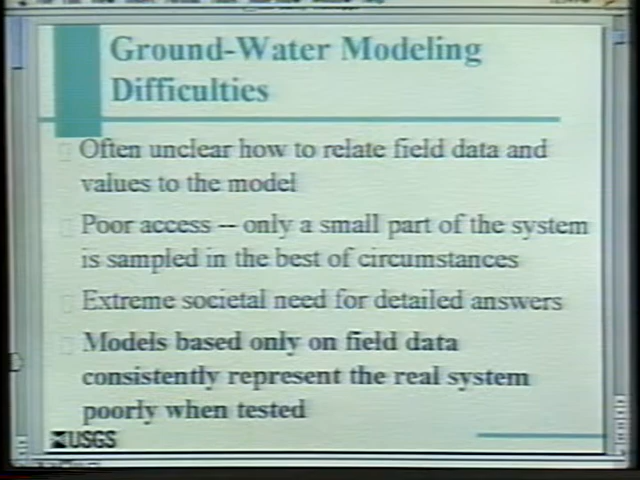 Ground-Water Modeling
Difficulties
Often unclear how to relate field data and
values to the model
Poor access -- only a small part of the system
is sampled in the best of circumstances
Extreme societal need for detailed answers
Models based only on field data
consistently represent the real system
poorly when tested
USGS